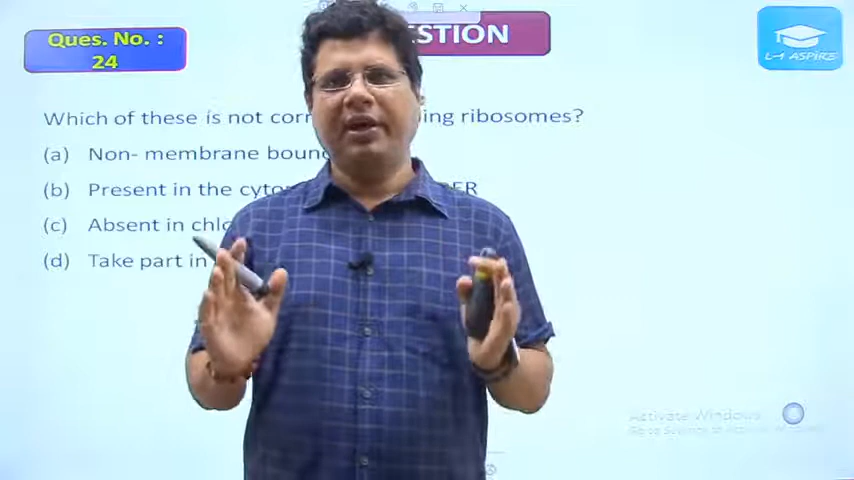 Ques. No. :
24
STION
L-1 ASPIRE
Which of these is not corr ing ribosomes?
(a) Non- membrane bound
(b) Present in the cyto ER
(c) Absent in chlo
(d) Take part in
Activate Windows